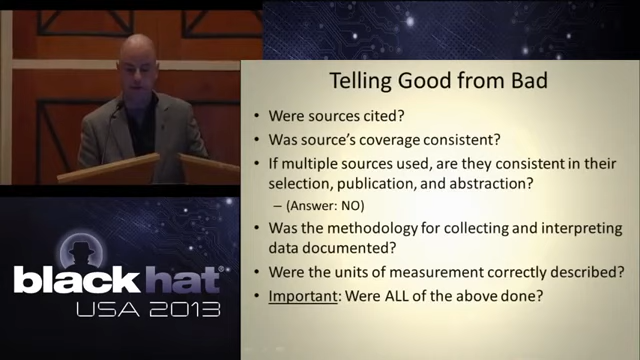 Telling Good from Bad
• Were sources cited?
• Was source's coverage consistent?
• If multiple sources used, are they consistent in their
selection, publication, and abstraction?
– (Answer: NO)
• Was the methodology for collecting and interpreting
data documented?
• Were the units of measurement correctly described?
• Important: Were ALL of the above done?
black hat®
USA 2013